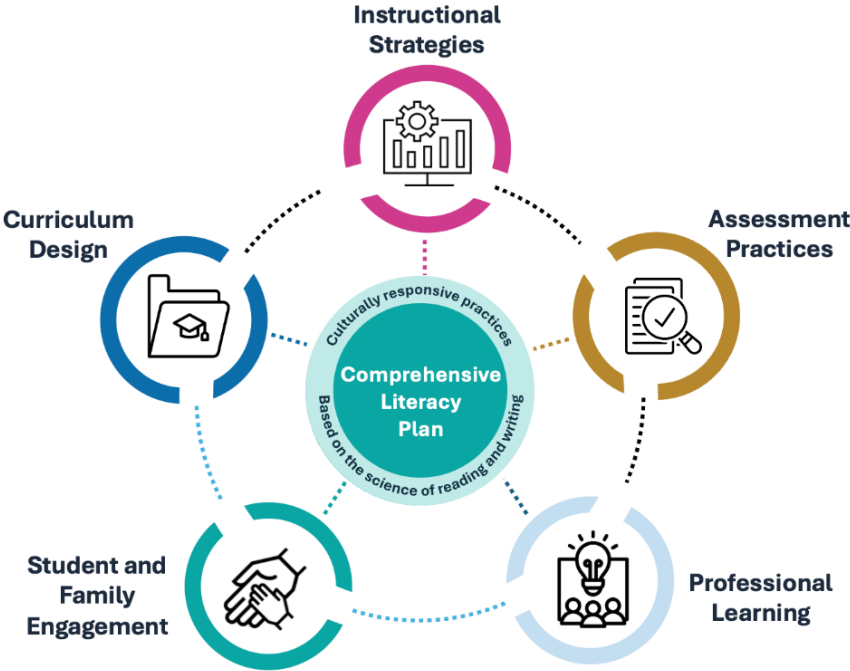 Instructional
Strategies
Curriculum
Design
Assessment
Practices
Culturally responsive practices
Comprehensive
Literacy
Plan
Based on the science of reading and writing
Student and
Family
Engagement
Professional
Learning